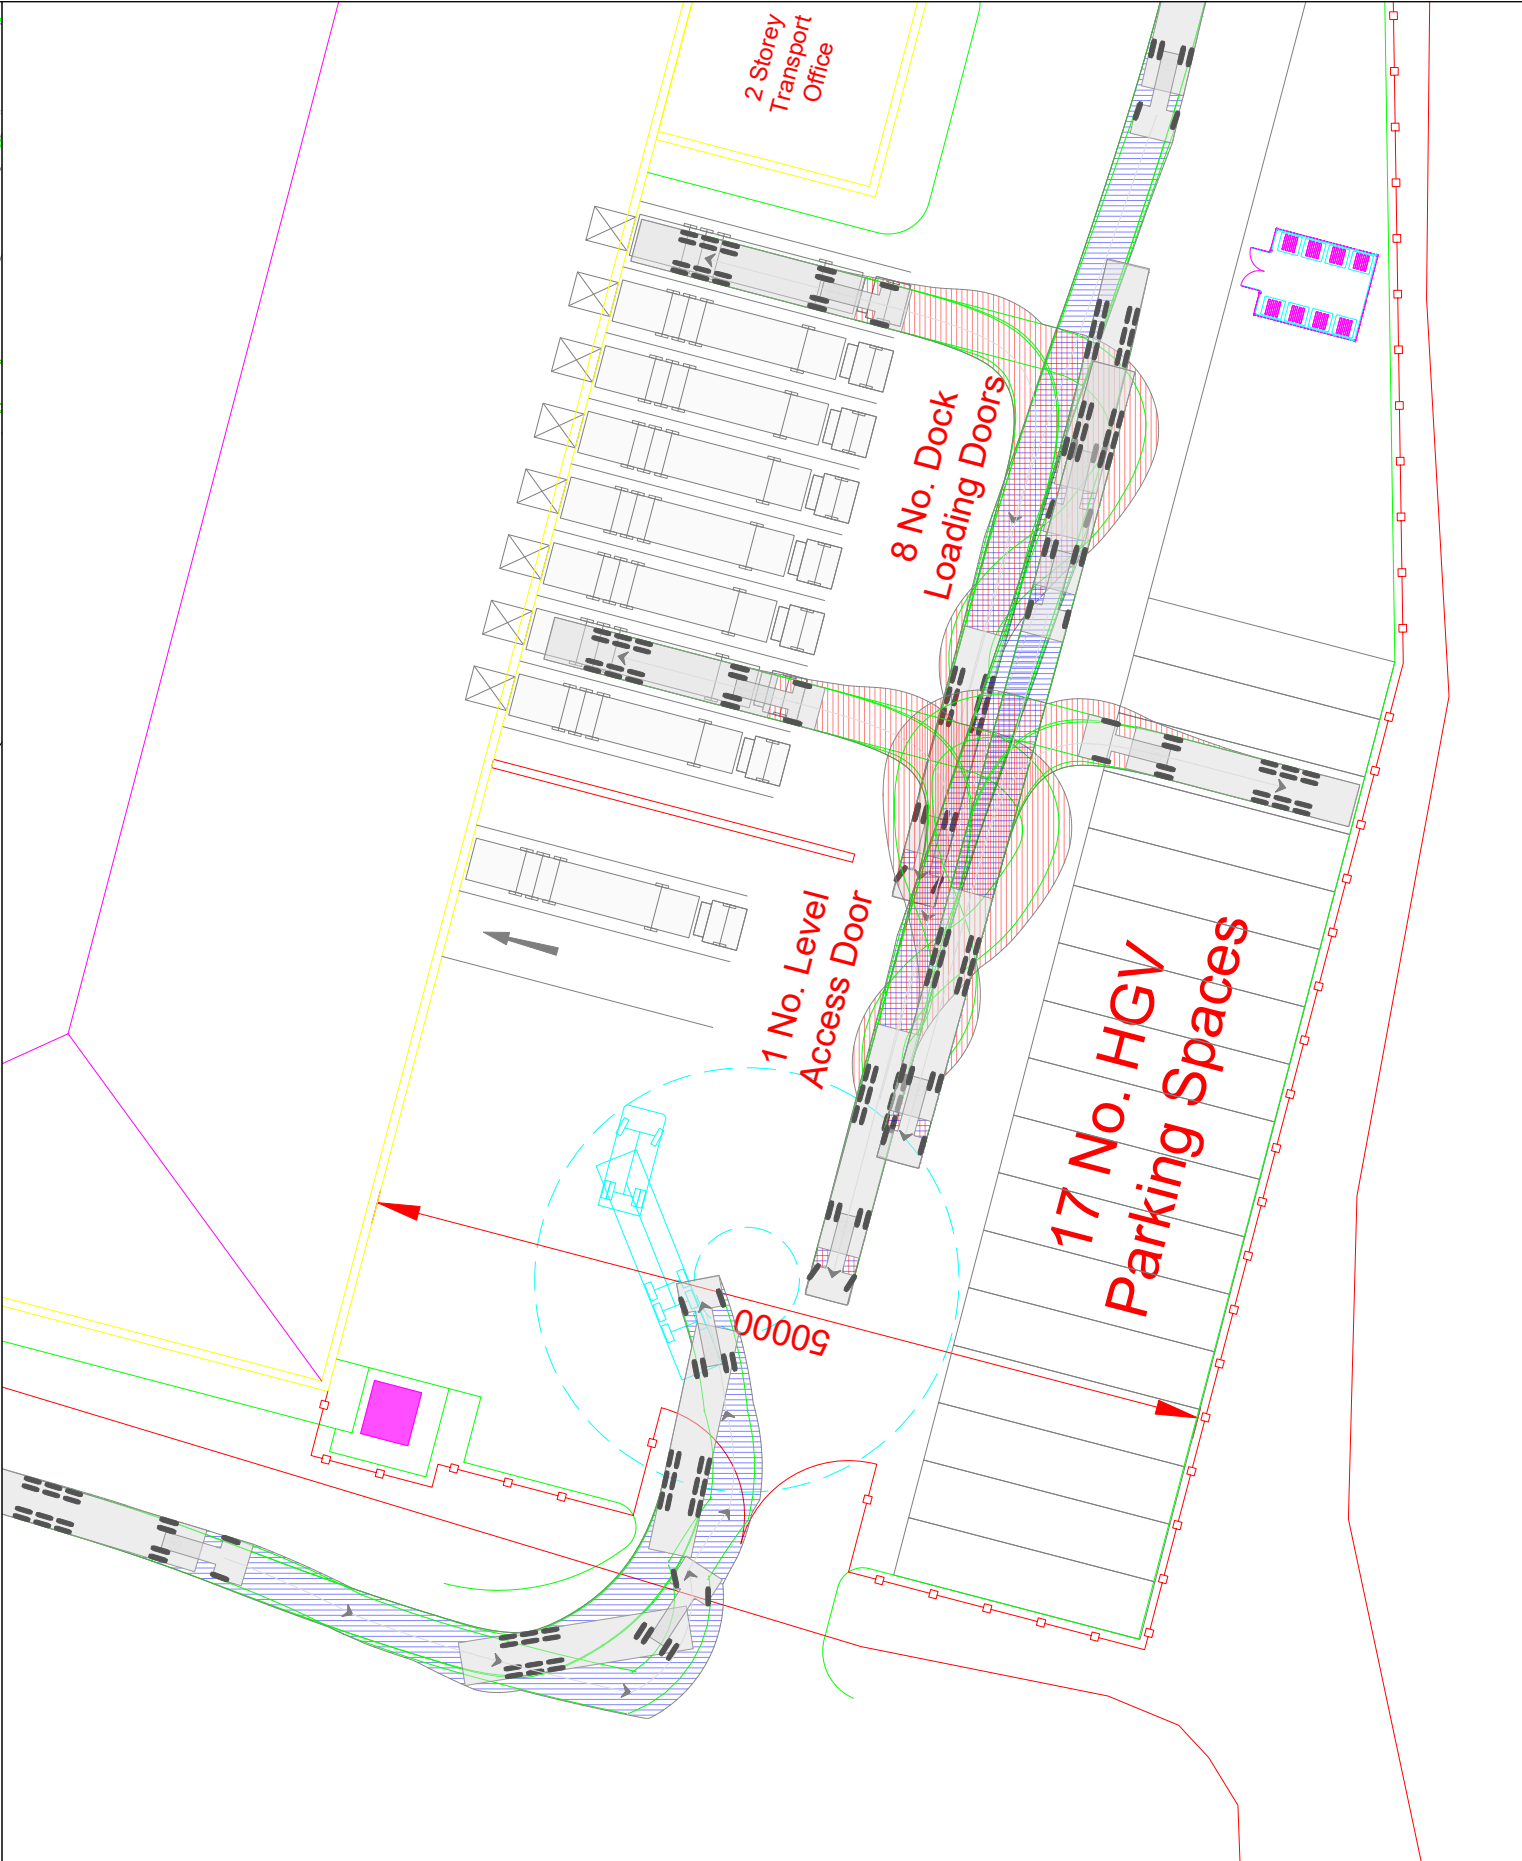 2 Storey
Transport
Office
8 No. Dock
Loading Doors
1 No. Level
Access Door
17 No. HGV
Parking Spaces
50000